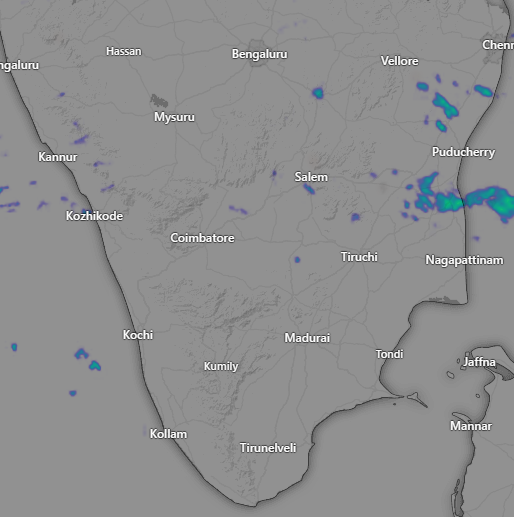 Chenn
Hassan
Bengaluru
Vellore
ngaluru
Mysuru
Puducherry
Kannur
Salem
Kozhikode
Coimbatore
Tiruchi
Nagapattinam
Kochi
Madurai
Tondi
Kumily
Jaffna
Mannar
Kollam
Tirunelveli